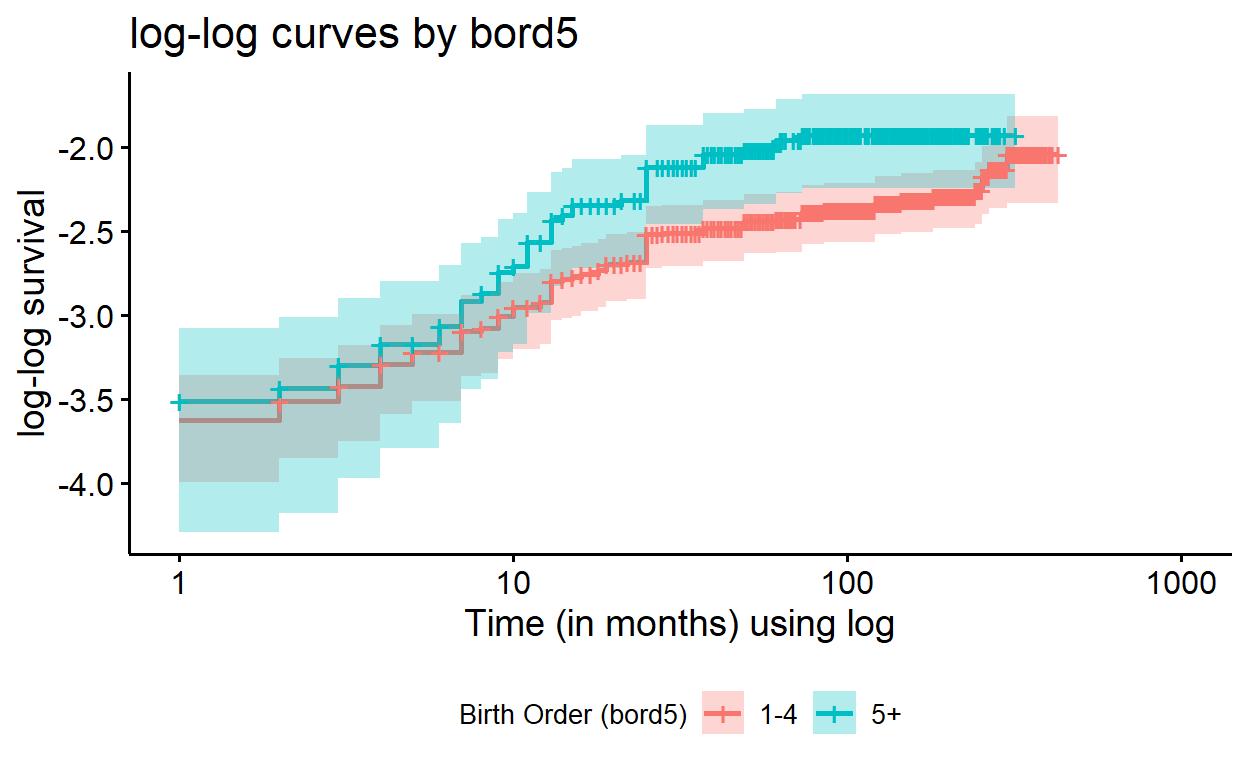 log-log curves by bord5
log-log survival
-2.0
-2.5
-3.0
-3.5
-4.0
1 10 100 1000
Time (in months) using log
Birth Order (bord5) 1-4 5+